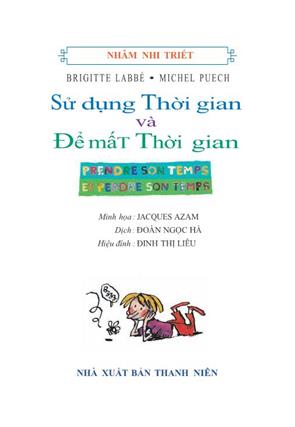 NHÂM NHI TRIẾT
BRIGITTE LABBÉ • MICHEL PUECH
Sử dụng Thời gian
và
Để mất Thời gian
PRENDRE SON TEMPS
ET PERDRE SON TEMPS
Minh họa : JACQUES AZAM
Dịch : ĐOÀN NGỌC HÀ
Hiệu đính : ĐINH THỊ LIỄU
NHÀ XUẤT BẢN THANH NIÊN